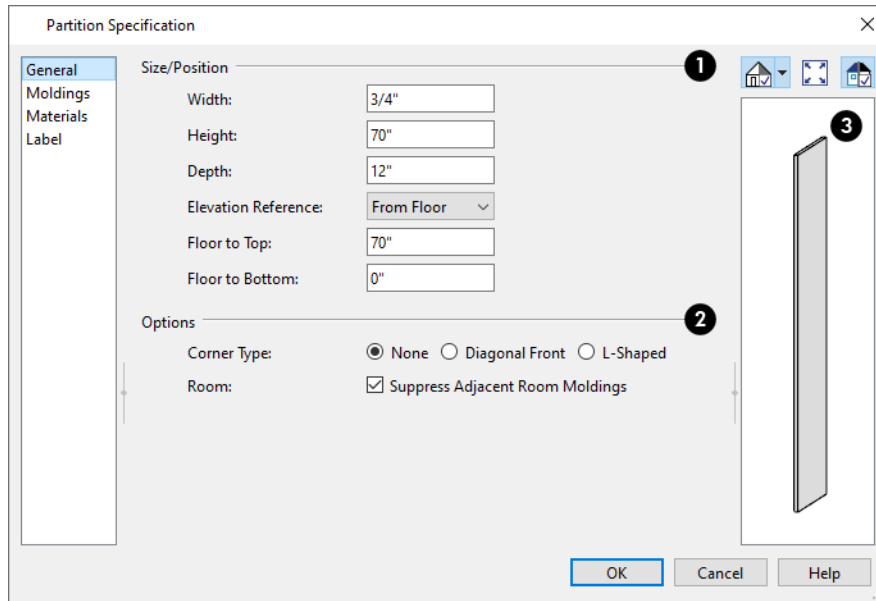 Partition Specification
General
Moldings
Materials
Label
Size/Position 1
Width: 3/4"
Height: 70"
Depth: 12"
Elevation Reference: From Floor
Floor to Top: 70"
Floor to Bottom: 0"
Options 2
Corner Type: None Diagonal Front L-Shaped
Room: Suppress Adjacent Room Moldings
3
OK Cancel Help